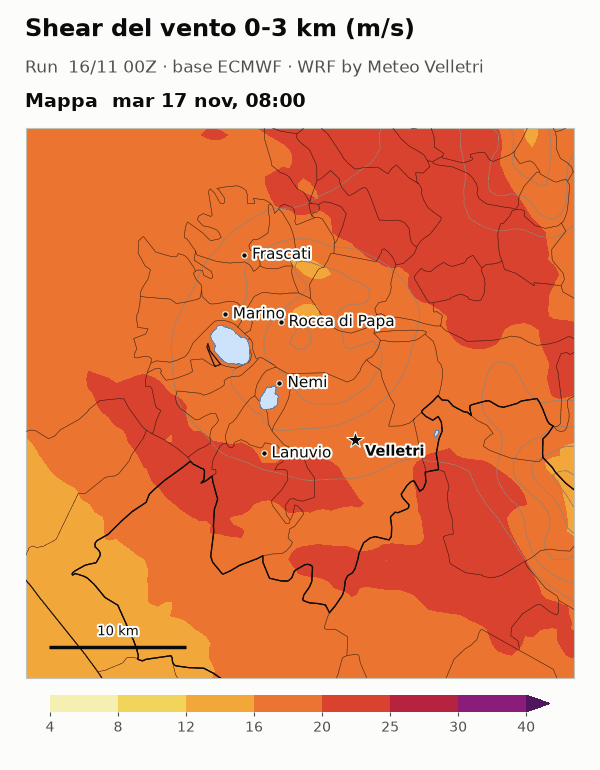 Shear del vento 0-3 km (m/s)
Run  16/11 00Z · base ECMWF · WRF by Meteo Velletri
Mappa  mar 17 nov, 08:00
Frascati
Marino
Rocca di Papa
Nemi
Velletri
Lanuvio
10 km
4 8 12 16 20 25 30 40